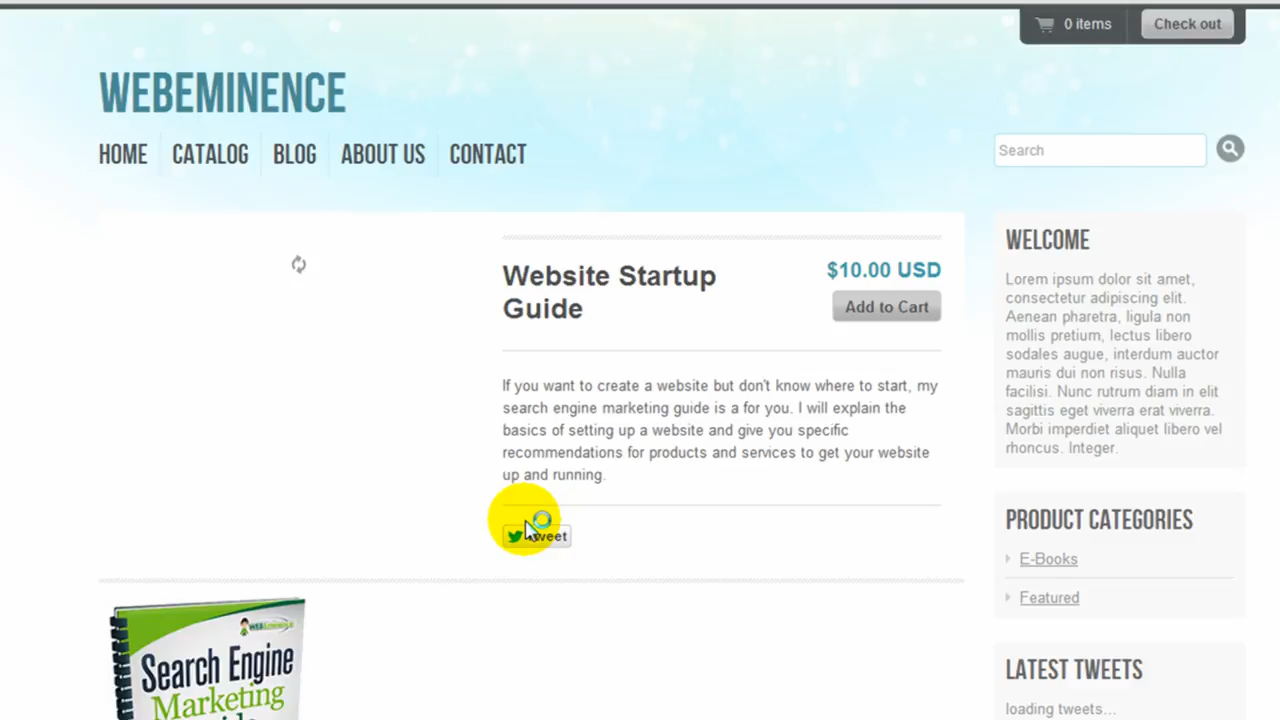 0 items
Check out
WEBEMINENCE
HOME CATALOG BLOG ABOUT US CONTACT
Search
Website Startup
Guide
$10.00 USD
Add to Cart
If you want to create a website but don't know where to start, my
search engine marketing guide is a for you. I will explain the
basics of setting up a website and give you specific
recommendations for products and services to get your website
up and running.
Tweet
Search Engine
Marketing
WELCOME
Lorem ipsum dolor sit amet,
consectetur adipiscing elit.
Aenean pharetra, ligula non
mollis pretium, lectus libero
sodales augue, interdum auctor
mauris dui non risus. Nulla
facilisi. Nunc rutrum diam in elit
sagittis eget viverra erat viverra.
Morbi imperdiet aliquet libero vel
rhoncus. Integer.
PRODUCT CATEGORIES
E-Books
Featured
LATEST TWEETS
loading tweets...